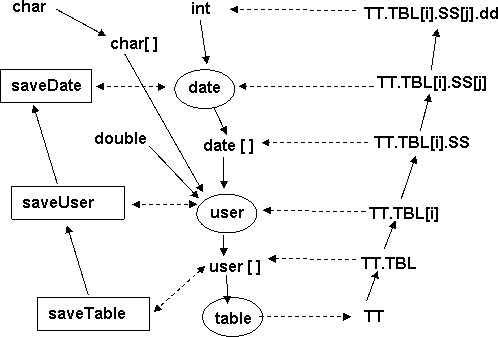 char
int
TT.TBL[i].SS[j].dd
char[ ]
saveDate
date
TT.TBL[i].SS[j]
double
date [ ]
TT.TBL[i].SS
saveUser
user
TT.TBL[i]
user [ ]
TT.TBL
saveTable
table
TT